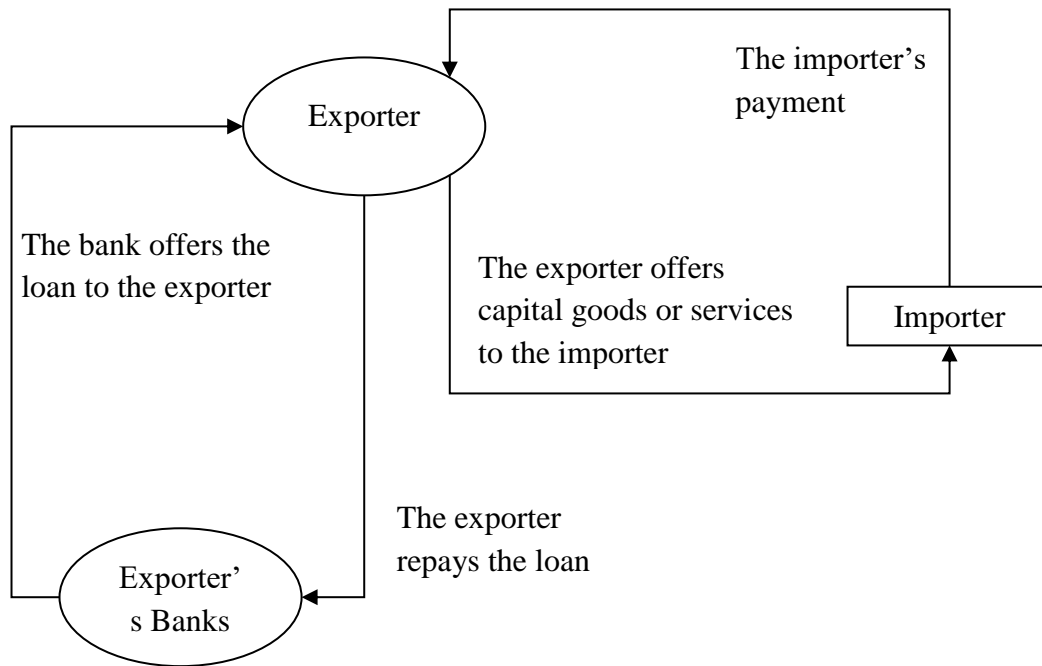 The importer’s
payment
Exporter
The bank offers the
loan to the exporter
The exporter offers
capital goods or services
to the importer
Importer
The exporter
repays the loan
Exporter’
s Banks